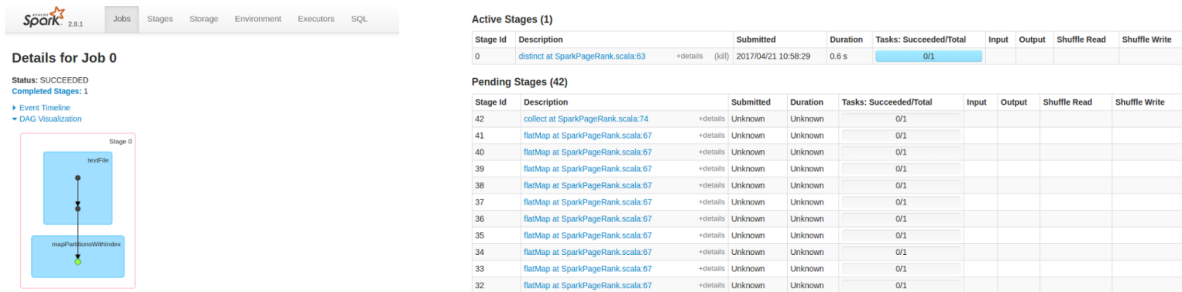 APACHE Spark 2.0.1 Jobs Stages Storage Environment Executors SQL
Details for Job 0
Status: SUCCEEDED
Completed Stages: 1
Event Timeline
DAG Visualization
Stage 0
textFile
mapPartitionsWithIndex
Active Stages (1)
Stage Id Description Submitted Duration Tasks: Succeeded/Total Input Output Shuffle Read Shuffle Write
0 distinct at SparkPageRank.scala:63 +details (kill) 2017/04/21 10:58:29 0.6 s 0/1
Pending Stages (42)
Stage Id Description Submitted Duration Tasks: Succeeded/Total Input Output Shuffle Read Shuffle Write
42 collect at SparkPageRank.scala:74 +details Unknown Unknown 0/1
41 flatMap at SparkPageRank.scala:67 +details Unknown Unknown 0/1
40 flatMap at SparkPageRank.scala:67 +details Unknown Unknown 0/1
39 flatMap at SparkPageRank.scala:67 +details Unknown Unknown 0/1
38 flatMap at SparkPageRank.scala:67 +details Unknown Unknown 0/1
37 flatMap at SparkPageRank.scala:67 +details Unknown Unknown 0/1
36 flatMap at SparkPageRank.scala:67 +details Unknown Unknown 0/1
35 flatMap at SparkPageRank.scala:67 +details Unknown Unknown 0/1
34 flatMap at SparkPageRank.scala:67 +details Unknown Unknown 0/1
33 flatMap at SparkPageRank.scala:67 +details Unknown Unknown 0/1
32 flatMap at SparkPageRank.scala:67 +details Unknown Unknown 0/1